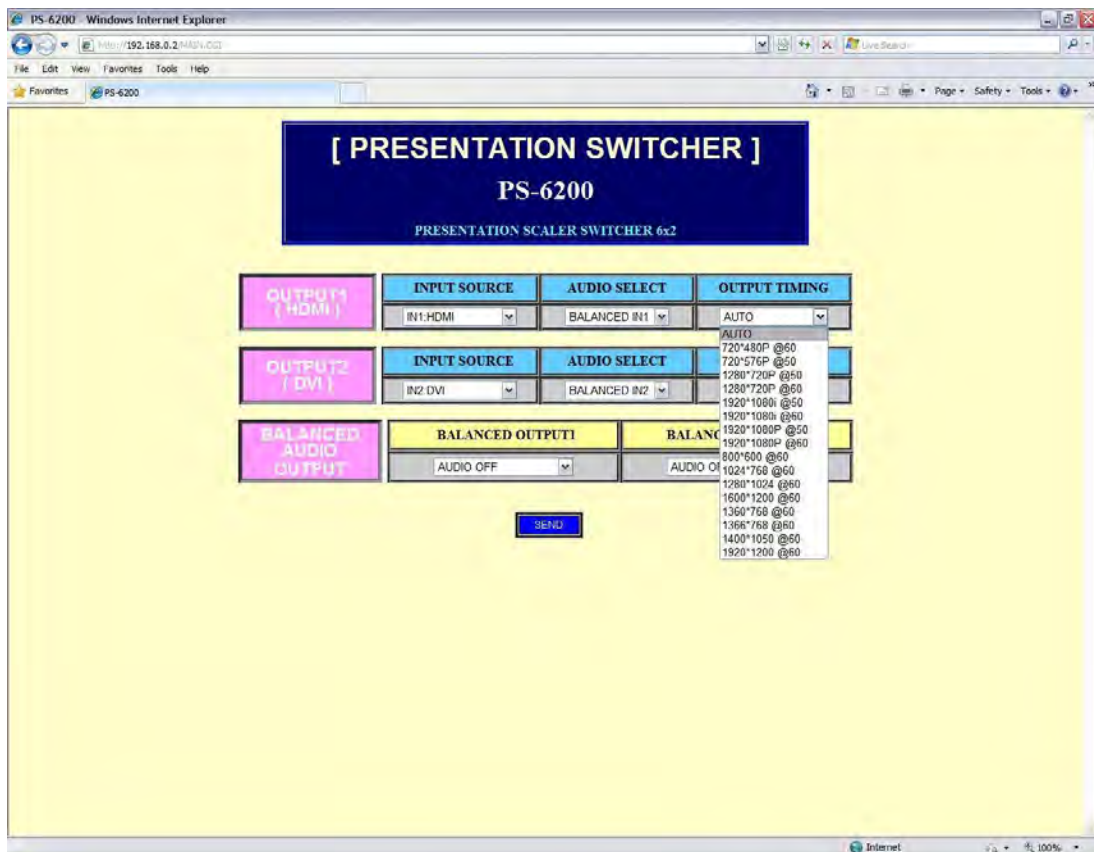 PS-6200 - Windows Internet Explorer
http://192.168.0.2/MAIN.CGI
Live Search
File Edit View Favorites Tools Help
Favorites PS-6200
Page Safety Tools
[ PRESENTATION SWITCHER ]
PS-6200
PRESENTATION SCALER SWITCHER 6x2
OUTPUT1
( HDMI )
INPUT SOURCE AUDIO SELECT OUTPUT TIMING
IN1:HDMI BALANCED IN1 AUTO
AUTO
720*480P @60
720*576P @50
1280*720P @50
1280*720P @60
1920*1080i @50
1920*1080i @60
1920*1080P @50
1920*1080P @60
800*600 @60
1024*768 @60
1280*1024 @60
1600*1200 @60
1360*768 @60
1366*768 @60
1400*1050 @60
1920*1200 @60
OUTPUT2
( DVI )
INPUT SOURCE AUDIO SELECT
IN2:DVI BALANCED IN2
BALANCED
AUDIO
OUTPUT
BALANCED OUTPUT1 BALANC
AUDIO OFF AUDIO O
SEND
Internet 100%